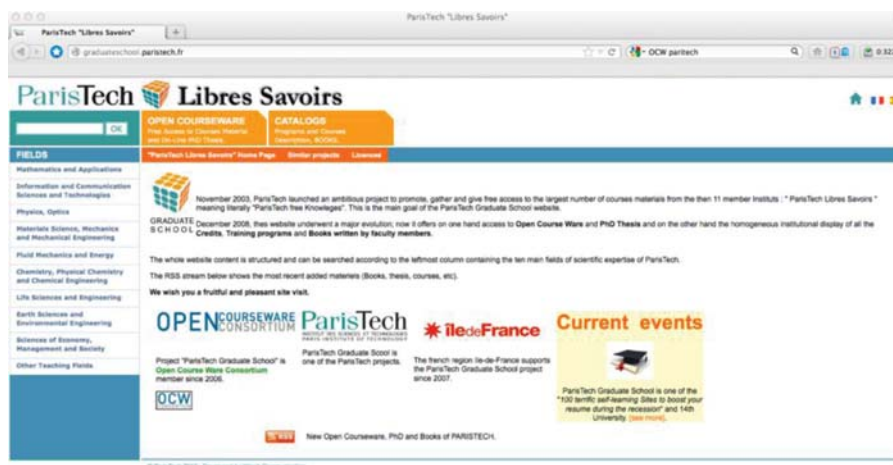 ParisTech "Libres Savoirs"
ParisTech "Libres Savoirs"
graduateschool.paristech.fr
OCW paritech
ParisTech Libres Savoirs
OK
OPEN COURSEWARE
Free Access to Courses Material
and On-Line PhD Thesis.
CATALOGS
Programs and Courses
Description, BOOKS.
FIELDS
"ParisTech Libres Savoirs" Home Page Similar projects Licences
Mathematics and Applications
Information and Communication
Sciences and Technologies
Physics, Optics
Materials Science, Mechanics
and Mechanical Engineering
Fluid Mechanics and Energy
Chemistry, Physical Chemistry
and Chemical Engineering
Life Sciences and Engineering
Earth Sciences and
Environmental Engineering
Sciences of Economy,
Management and Society
Other Teaching Fields
GRADUATE
SCHOOL
November 2003, ParisTech launched an ambitious project to promote, gather and give free access to the largest number of courses materials from the then 11 member Institute : " ParisTech Libres Savoirs "
meaning literally "ParisTech free Knowleges". This is the main goal of the ParisTech Graduate School website.
December 2008, thes website underwent a major evolution; now it offers on one hand access to Open Course Ware and PhD Thesis and on the other hand the homogeneous institutional display of all the
Credits, Training programs and Books written by faculty members.
The whole website content is structured and can be searched according to the leftmost column containing the ten main fields of scientific expertise of ParisTech.
The RSS stream below shows the most recent added materials (Books, thesis, courses, etc).
We wish you a fruitful and pleasant site visit.
OPENCOURSEWARE
CONSORTIUM
Project "ParisTech Graduate School" is
Open Course Ware Consortium
member since 2006.
OCW
ParisTech
INSTITUT DES SCIENCES ET TECHNOLOGIES
PARIS INSTITUTE OF TECHNOLOGY
ParisTech Graduate Scool is
one of the ParisTech projects.
îledeFrance
The french region Ile-de-France supports
the ParisTech Graduate School project
since 2007.
Current events
ParisTech Graduate School is one of the
"100 terrific self-learning Sites to boost your
resume during the recession" and 14th
University. [see more].
RSS
New Open Courseware, PhD and Books of PARISTECH.